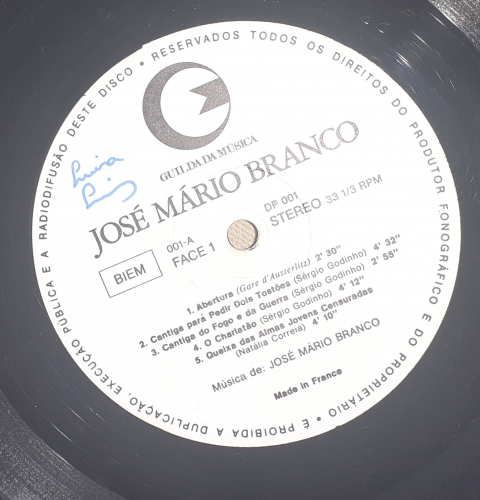 • RESERVADOS TODOS OS DIREITOS DO PRODUTOR FONOGRÁFICO E DO PROPRIETÁRIO • É PROIBIDA A DUPLICAÇÃO, EXECUÇÃO PÚBLICA E A RADIODIFUSÃO DESTE DISCO
GUILDA DA MÚSICA
JOSÉ MÁRIO BRANCO
BIEM
001-A
FACE 1
DP 001
STEREO 33 1/3 RPM
1. Abertura (Gare d'Austerlitz) 2' 30"
2. Cantiga para Pedir Dois Tostões (Sérgio Godinho) 4' 32"
3. Cantiga do Fogo e da Guerra (Sérgio Godinho) 2' 55"
4. O Charlatão (Sérgio Godinho) 4' 12"
5. Queixa das Almas Jovens Censuradas
(Natália Correia) 4' 10"
Música de: JOSÉ MÁRIO BRANCO
Made in France